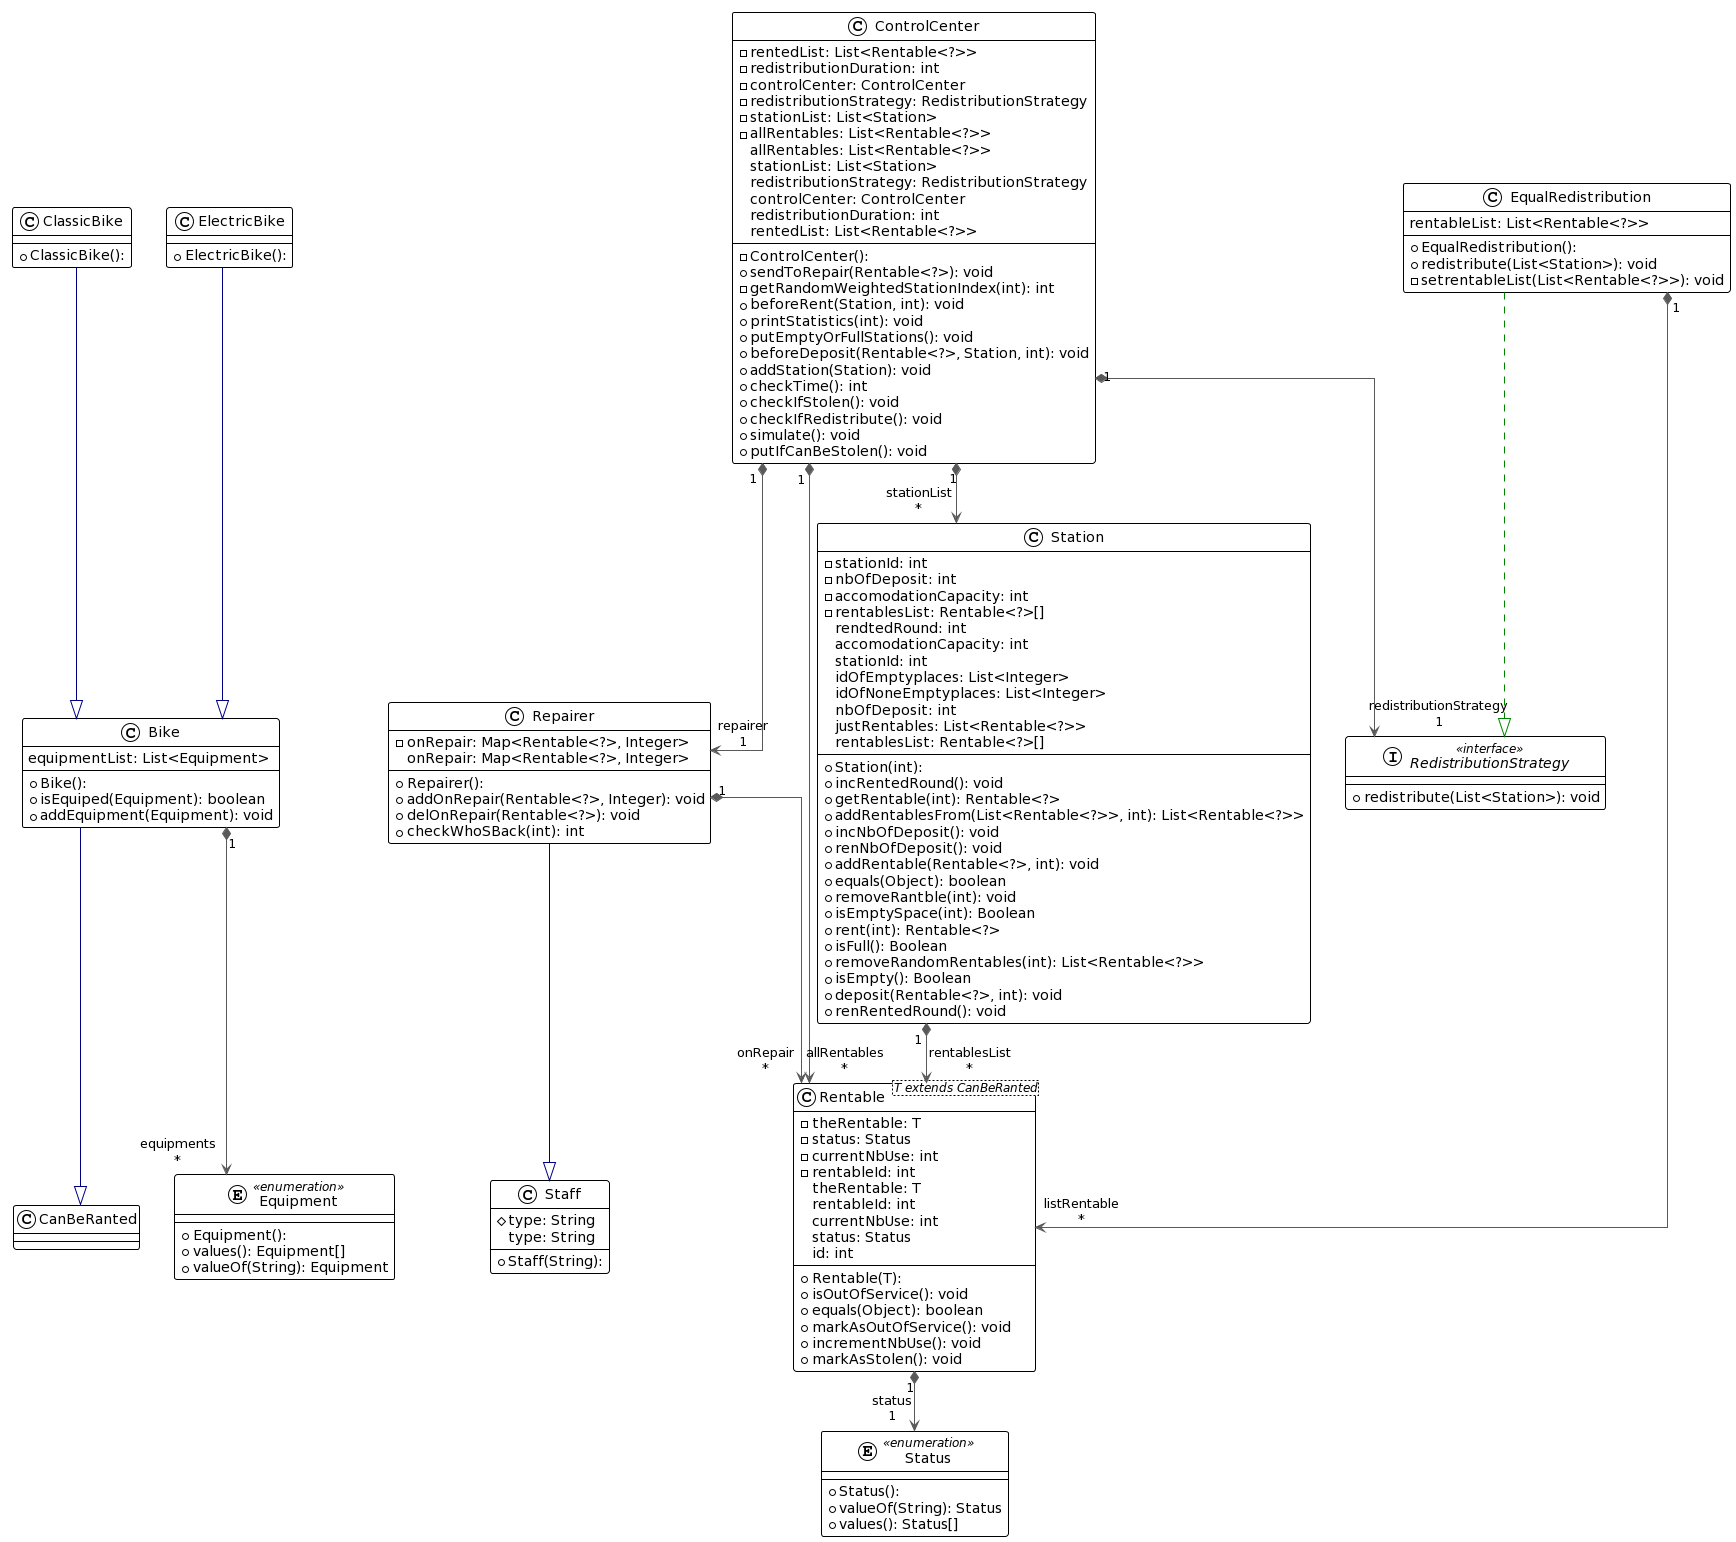 C ControlCenter
rentedList: List<Rentable<?>>
redistributionDuration: int
controlCenter: ControlCenter
redistributionStrategy: RedistributionStrategy
stationList: List<Station>
allRentables: List<Rentable<?>>
allRentables: List<Rentable<?>>
stationList: List<Station>
redistributionStrategy: RedistributionStrategy
controlCenter: ControlCenter
redistributionDuration: int
rentedList: List<Rentable<?>>
ControlCenter():
sendToRepair(Rentable<?>): void
getRandomWeightedStationIndex(int): int
beforeRent(Station, int): void
printStatistics(int): void
putEmptyOrFullStations(): void
beforeDeposit(Rentable<?>, Station, int): void
addStation(Station): void
checkTime(): int
checkIfStolen(): void
checkIfRedistribute(): void
simulate(): void
putIfCanBeStolen(): void
C EqualRedistribution
rentableList: List<Rentable<?>>
EqualRedistribution():
redistribute(List<Station>): void
setrentableList(List<Rentable<?>>): void
C ClassicBike
ClassicBike():
C ElectricBike
ElectricBike():
1
1
1
1
1
stationList
*
C Station
stationId: int
nbOfDeposit: int
accomodationCapacity: int
rentablesList: Rentable<?>[]
rendtedRound: int
accomodationCapacity: int
stationId: int
idOfEmptyplaces: List<Integer>
idOfNoneEmptyplaces: List<Integer>
nbOfDeposit: int
justRentables: List<Rentable<?>>
rentablesList: Rentable<?>[]
Station(int):
incRentedRound(): void
getRentable(int): Rentable<?>
addRentablesFrom(List<Rentable<?>>, int): List<Rentable<?>>
incNbOfDeposit(): void
renNbOfDeposit(): void
addRentable(Rentable<?>, int): void
equals(Object): boolean
removeRantble(int): void
isEmptySpace(int): Boolean
rent(int): Rentable<?>
isFull(): Boolean
removeRandomRentables(int): List<Rentable<?>>
isEmpty(): Boolean
deposit(Rentable<?>, int): void
renRentedRound(): void
C Bike
equipmentList: List<Equipment>
Bike():
isEquiped(Equipment): boolean
addEquipment(Equipment): void
1
C Repairer
onRepair: Map<Rentable<?>, Integer>
onRepair: Map<Rentable<?>, Integer>
Repairer():
addOnRepair(Rentable<?>, Integer): void
delOnRepair(Rentable<?>): void
checkWhoSBack(int): int
repairer
1
1
redistributionStrategy
1
I «interface»
RedistributionStrategy
redistribute(List<Station>): void
1
onRepair
*
allRentables
*
rentablesList
*
C Rentable
T extends CanBeRanted
theRentable: T
status: Status
currentNbUse: int
rentableId: int
theRentable: T
rentableId: int
currentNbUse: int
status: Status
id: int
Rentable(T):
isOutOfService(): void
equals(Object): boolean
markAsOutOfService(): void
incrementNbUse(): void
markAsStolen(): void
listRentable
*
equipments
*
C CanBeRanted
E «enumeration»
Equipment
Equipment():
values(): Equipment[]
valueOf(String): Equipment
C Staff
type: String
type: String
Staff(String):
1
status
1
E «enumeration»
Status
Status():
valueOf(String): Status
values(): Status[]